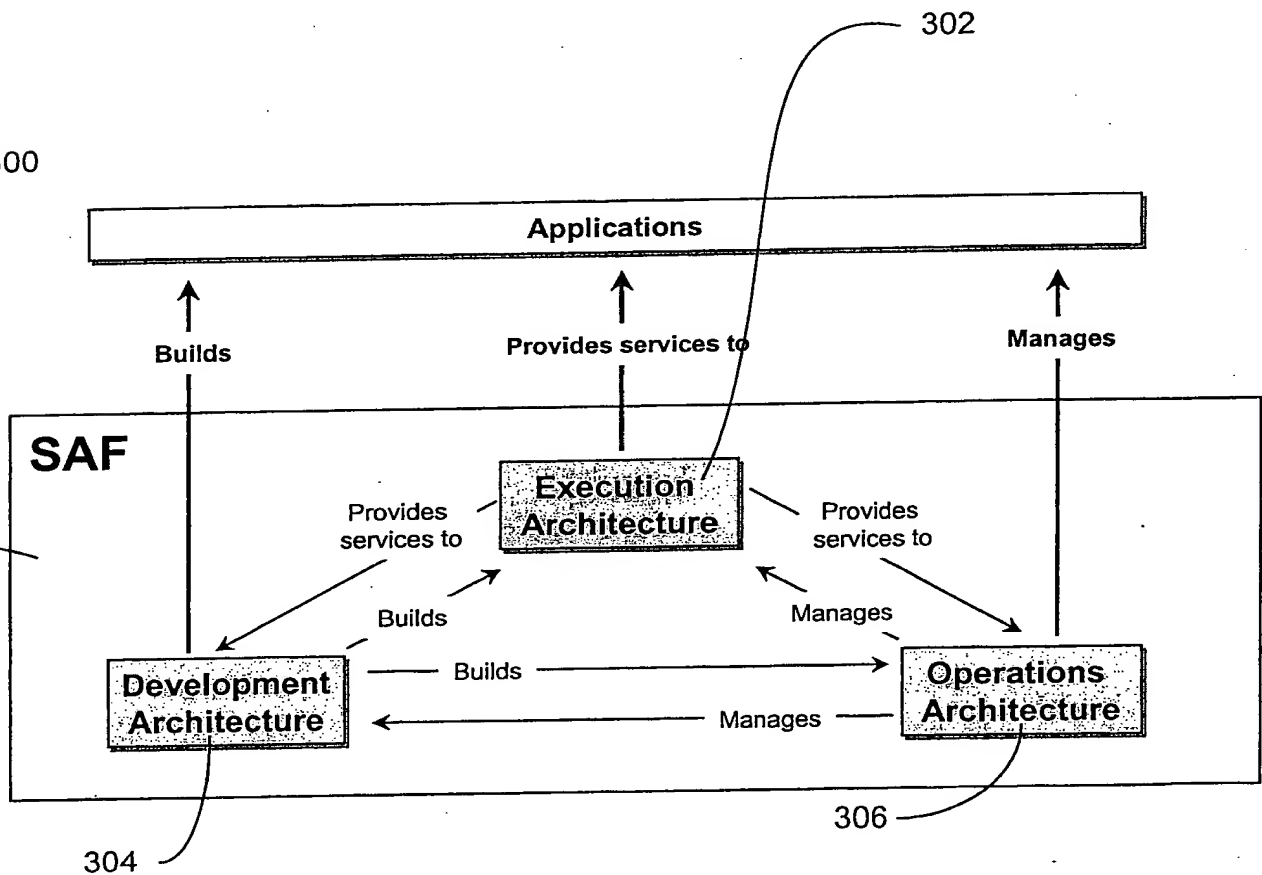 302
00
Applications
Builds
Provides services to
Manages
SAF
Execution
Architecture
Provides
services to
Provides
services to
Builds
Manages
Development
Architecture
Builds
Manages
Operations
Architecture
304
306